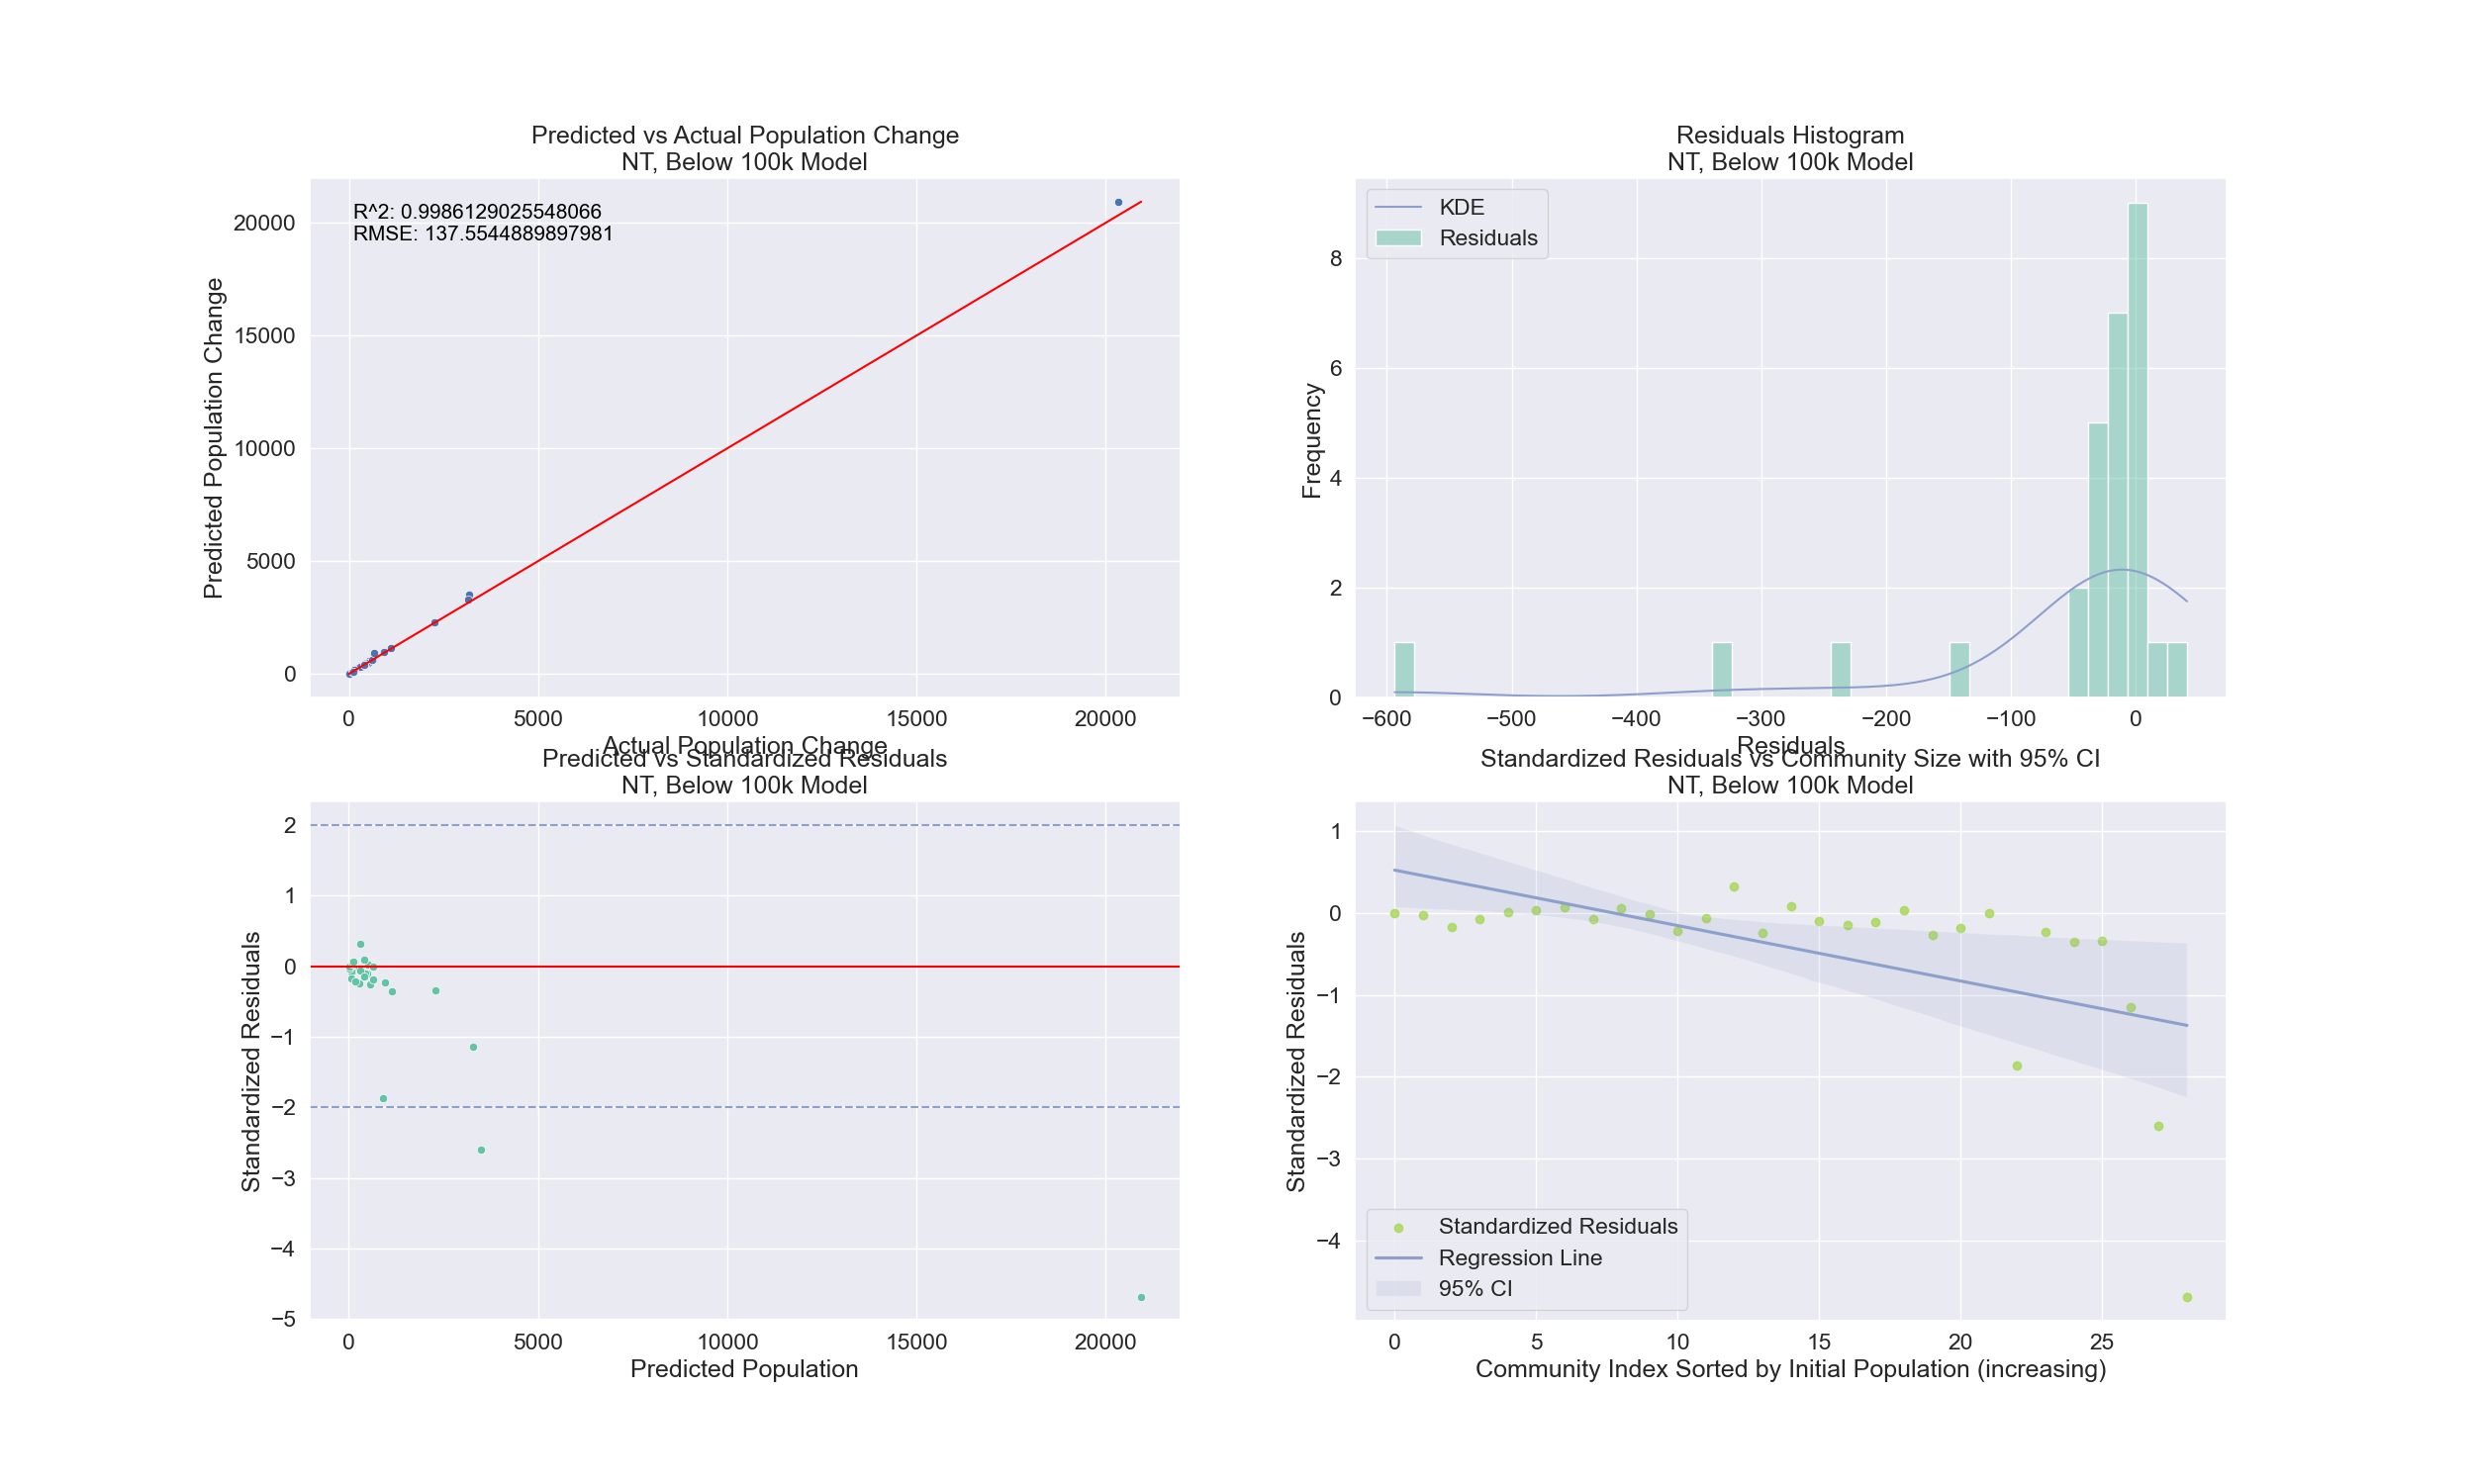 Predicted vs Actual Population Change
NT, Below 100k Model
R^2: 0.9986129025548066
RMSE: 137.5544889897981
Predicted Population Change
20000
15000
10000
5000
0
0 5000 10000 15000 20000
Actual Population Change
Residuals Histogram
NT, Below 100k Model
KDE
Residuals
Frequency
8
6
4
2
0
−600 −500 −400 −300 −200 −100 0
Residuals
Predicted vs Standardized Residuals
NT, Below 100k Model
Standardized Residuals
2
1
0
−1
−2
−3
−4
−5
0 5000 10000 15000 20000
Predicted Population
Standardized Residuals vs Community Size with 95% CI
NT, Below 100k Model
Standardized Residuals
1
0
−1
−2
−3
−4
Standardized Residuals
Regression Line
95% CI
0 5 10 15 20 25
Community Index Sorted by Initial Population (increasing)